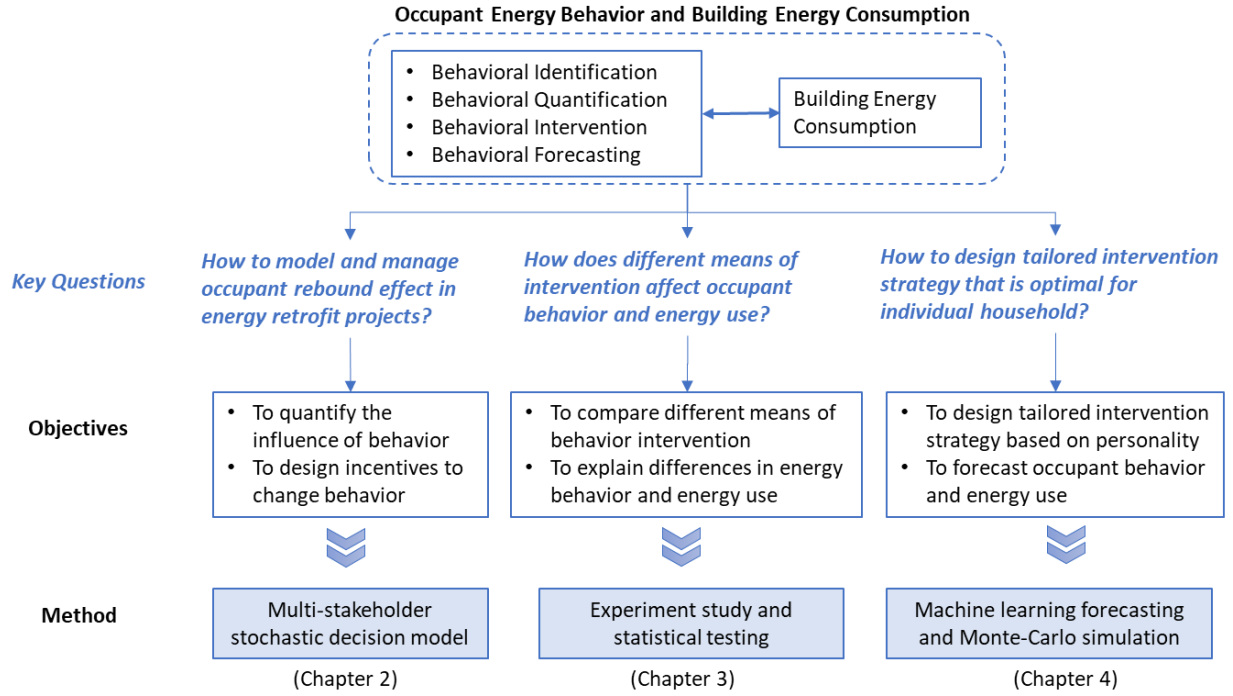 Occupant Energy Behavior and Building Energy Consumption
• Behavioral Identification
• Behavioral Quantification
• Behavioral Intervention
• Behavioral Forecasting
Building Energy
Consumption
Key Questions
How to model and manage
occupant rebound effect in
energy retrofit projects?
How does different means of
intervention affect occupant
behavior and energy use?
How to design tailored intervention
strategy that is optimal for
individual household?
Objectives
• To quantify the
influence of behavior
• To design incentives to
change behavior
• To compare different means of
behavior intervention
• To explain differences in energy
behavior and energy use
• To design tailored intervention
strategy based on personality
• To forecast occupant behavior
and energy use
Method
Multi-stakeholder
stochastic decision model
Experiment study and
statistical testing
Machine learning forecasting
and Monte-Carlo simulation
(Chapter 2)
(Chapter 3)
(Chapter 4)